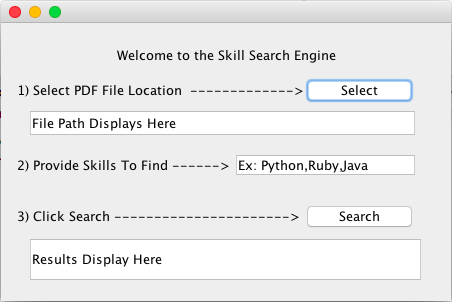 Welcome to the Skill Search Engine
1) Select PDF File Location -------------> Select
File Path Displays Here
2) Provide Skills To Find ------> Ex: Python,Ruby,Java
3) Click Search ----------------------> Search
Results Display Here